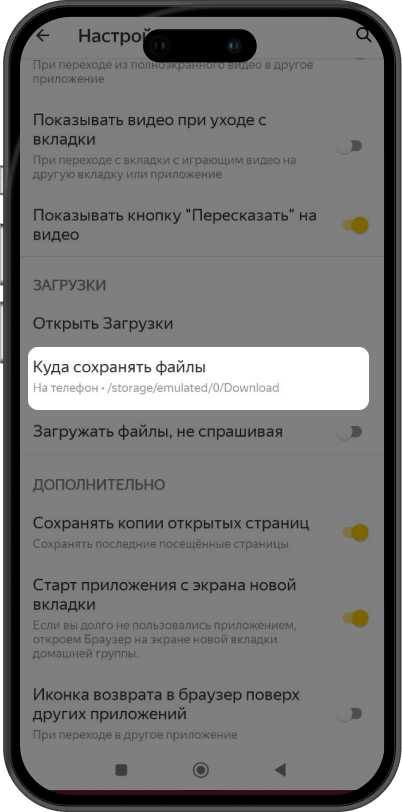 Настрой
При переходе из полноэкранного видео в другое
приложение
Показывать видео при уходе с
вкладки
При переходе с вкладки с играющим видео на
другую вкладку или приложение
Показывать кнопку "Пересказать" на
видео
ЗАГРУЗКИ
Открыть Загрузки
Куда сохранять файлы
На телефон • /storage/emulated/0/Download
Загружать файлы, не спрашивая
ДОПОЛНИТЕЛЬНО
Сохранять копии открытых страниц
Сохранять последние посещённые страницы
Старт приложения с экрана новой
вкладки
Если вы долго не пользовались приложением,
откроем Браузер на экране новой вкладки
домашней группы.
Иконка возврата в браузер поверх
других приложений
При переходе в другое приложение